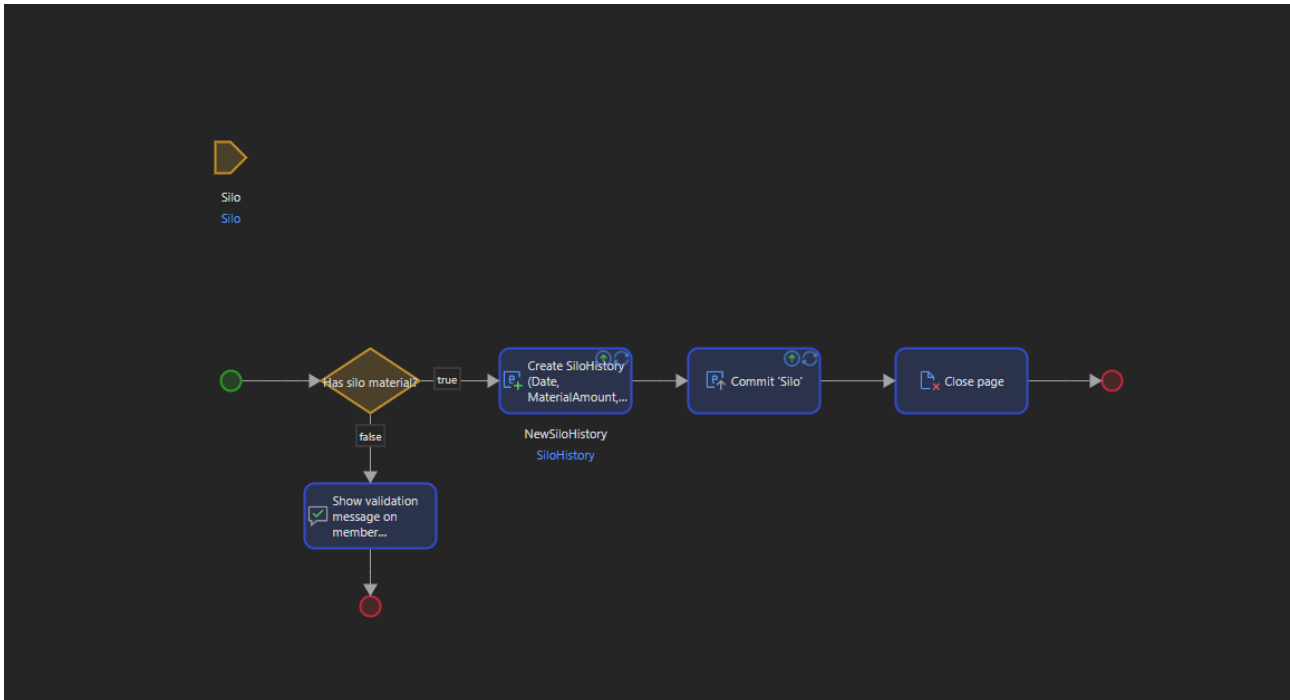 Silo
Silo
Has silo material?
true
Create SiloHistory
(Date,
MaterialAmount,...
Commit 'Silo'
Close page
NewSiloHistory
SiloHistory
false
Show validation
message on
member...